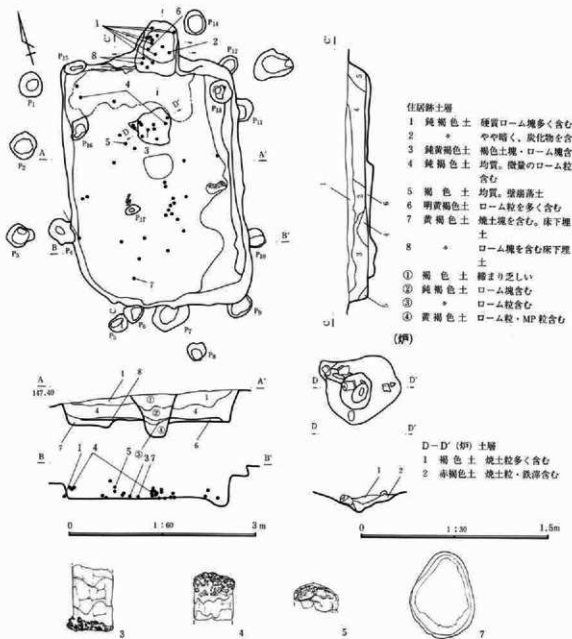 住居跡土層
1 鈍褐色土 硬質ローム塊多く含む
2 〃 やや暗く、炭化物を含
3 鈍黄褐色土 褐色土塊・ローム塊含
4 鈍褐色土 均質。微量のローム粒
含む
5 褐色土 均質。壁崩落土
6 明黄褐色土 ローム粒を多く含む
7 黄褐色土 焼土塊を含む。床下埋
土
8 〃 ロームを塊含む床下埋
土
① 褐色土 締まり乏しい
② 鈍褐色土 ローム塊含む
③ 〃 ローム粒含む
④ 黄褐色土 ローム粒・MP粒含む
(炉)
D-D'(炉)土層
1 褐色土 焼土粒多く含む
2 赤褐色土 焼土粒・鉄滓含む
P1
P2
P3
P4
P5
P6
P7
P8
P9
P10
P11
P12
P14
P15
P16
P17
A A'
B B'
C C'
D D'
A A'
147.40
B B'
0 1:60 3m
0 1:30 1.5m
3 4 5 7